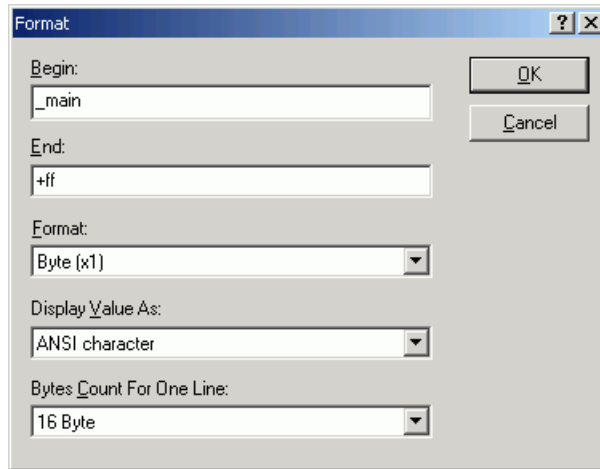 Format
Begin:
_main
OK
Cancel
End:
+ff
Format:
Byte (x1)
Display Value As:
ANSI character
Bytes Count For One Line:
16 Byte